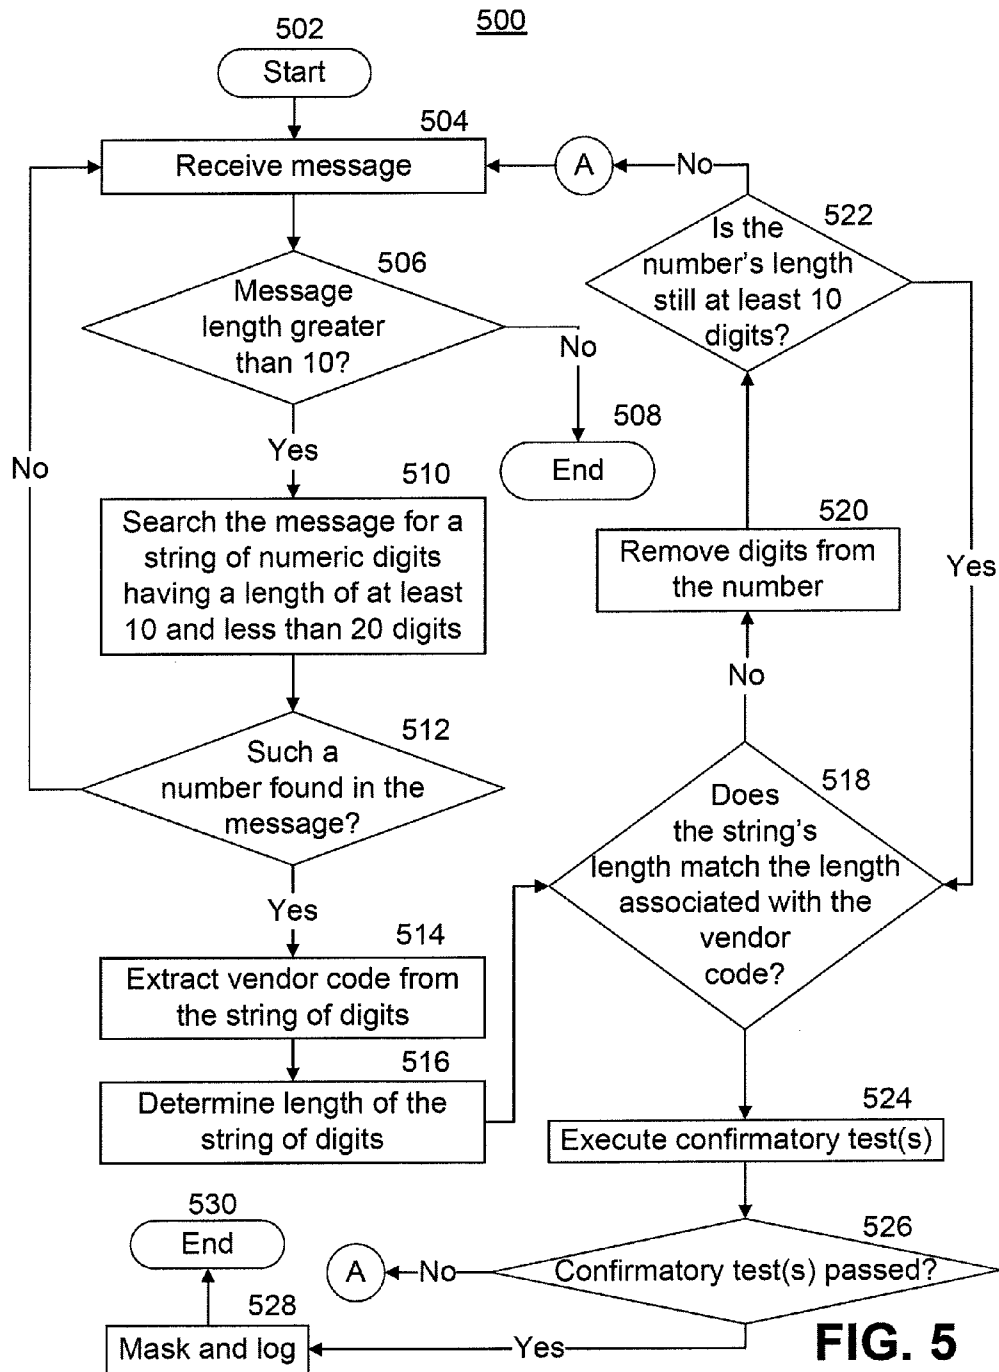 500
502
Start
504
Receive message
A
No
522
Is the
number's length
still at least 10
digits?
506
Message
length greater
than 10?
No
508
End
Yes
No
510
Search the message for a
string of numeric digits
having a length of at least
10 and less than 20 digits
520
Remove digits from
the number
Yes
No
512
Such a
number found in the
message?
518
Does
the string's
length match the length
associated with the
vendor
code?
Yes
514
Extract vendor code from
the string of digits
516
Determine length of the
string of digits
524
Execute confirmatory test(s)
526
Confirmatory test(s) passed?
No
A
530
End
528
Mask and log
Yes
FIG. 5